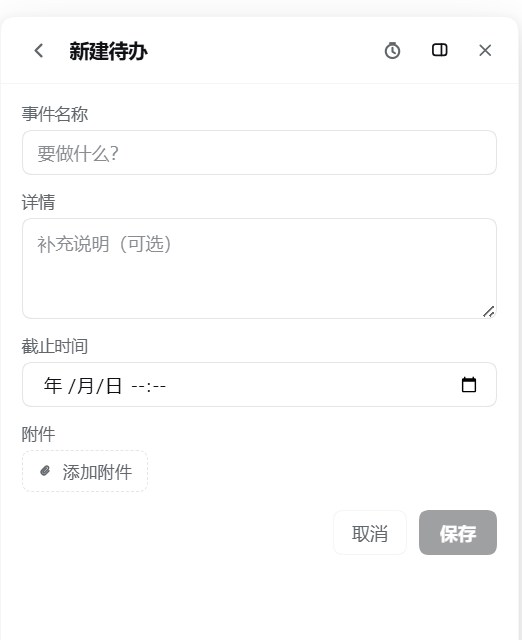 新建待办
事件名称
要做什么?
详情
补充说明（可选）
截止时间
年 /月/日 --:--
附件
添加附件
取消 保存